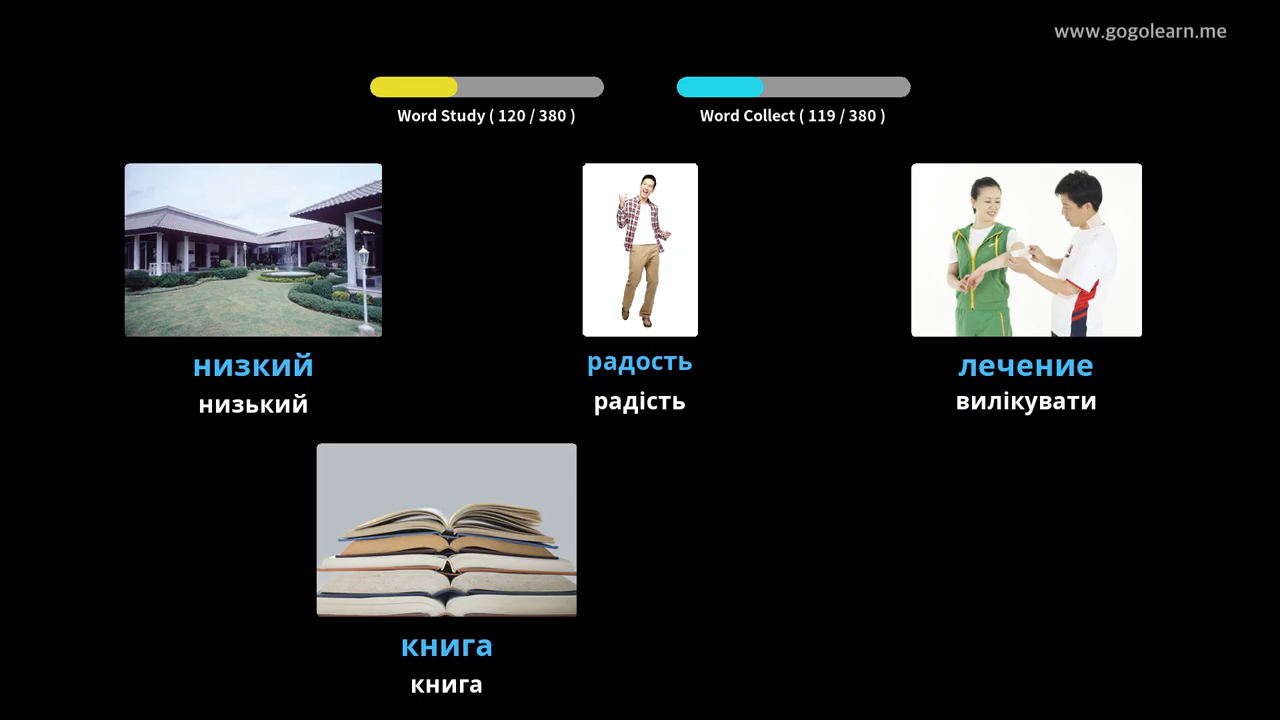 www.gogolearn.me
Word Study ( 120 / 380 )
Word Collect ( 119 / 380 )
низкий
низький
радость
радість
лечение
вилікувати
книга
книга